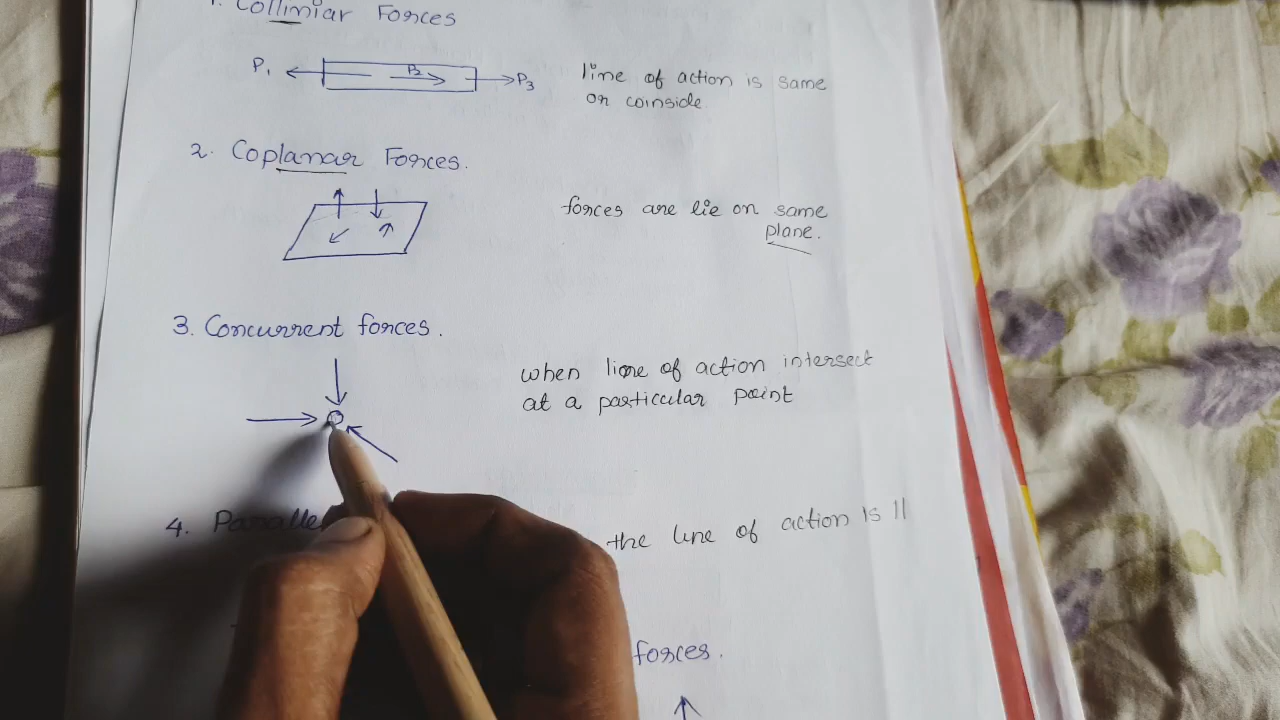 1. Colliniar Forces
P₁ P₂ P₃
line of action is same
or coinside
2. Coplanar Forces.
forces are lie on same
plane.
3. Concurrent forces.
when line of action intersect
at a particular point
4. Paralle
the line of action is ||
forces.